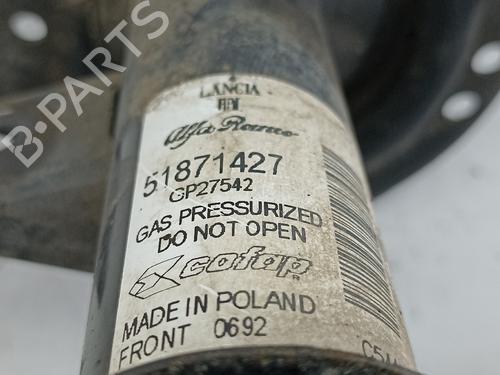 LANCIA
FIAT
Alfa Romeo
51871427
GP27542
GAS PRESSURIZED
DO NOT OPEN
cofap
MADE IN POLAND
FRONT 0692
B-PARTS